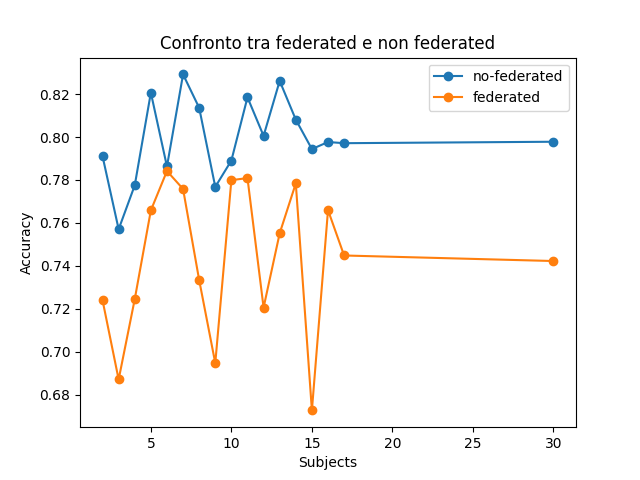 Confronto tra federated e non federated
no-federated
federated
Accuracy
0.82
0.80
0.78
0.76
0.74
0.72
0.70
0.68
5
10
15
20
25
30
Subjects